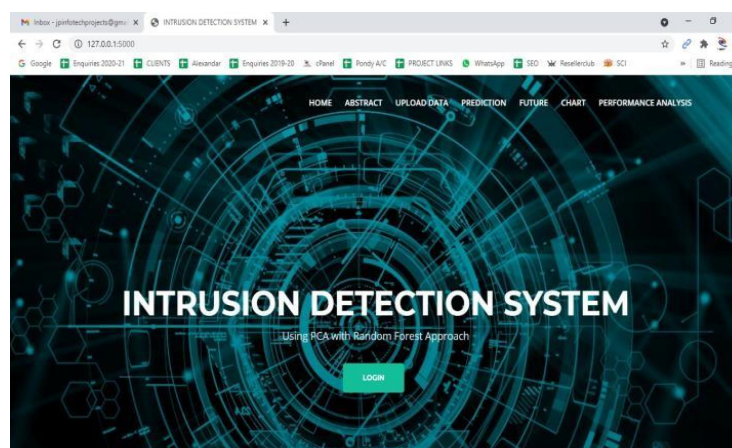 Inbox - jpinfotechprojects@gmai
INTRUSION DETECTION SYSTEM
127.0.0.1:5000
Google Enquiries 2020-21 CLIENTS Alexandar Enquiries 2019-20 cPanel Pondy A/C PROJECT LINKS WhatsApp SEO Resellerclub SCI Reading
HOME ABSTRACT UPLOAD DATA PREDICTION FUTURE CHART PERFORMANCE ANALYSIS
INTRUSION DETECTION SYSTEM
Using PCA with Random Forest Approach
LOGIN